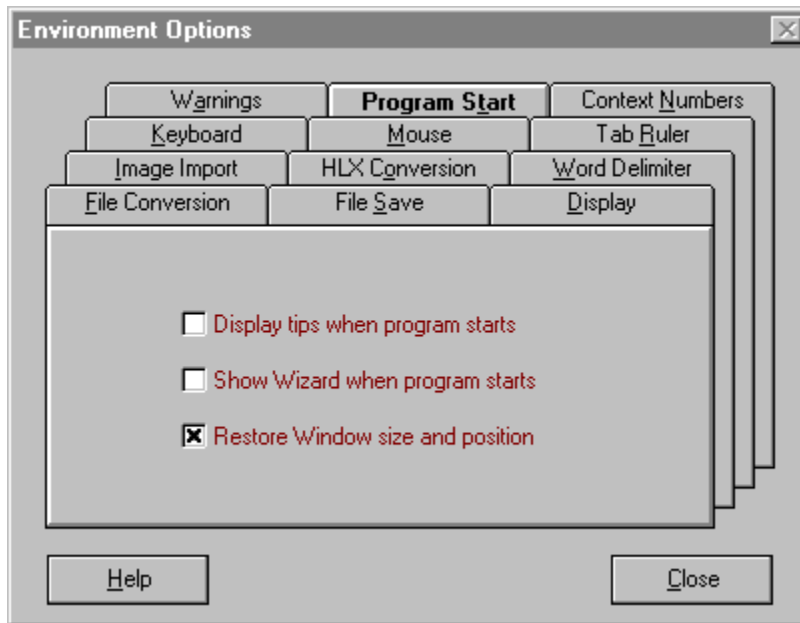 Environment Options
Warnings Program Start Context Numbers
Keyboard Mouse Tab Ruler
Image Import HLX Conversion Word Delimiter
File Conversion File Save Display
Display tips when program starts
Show Wizard when program starts
Restore Window size and position
Help Close